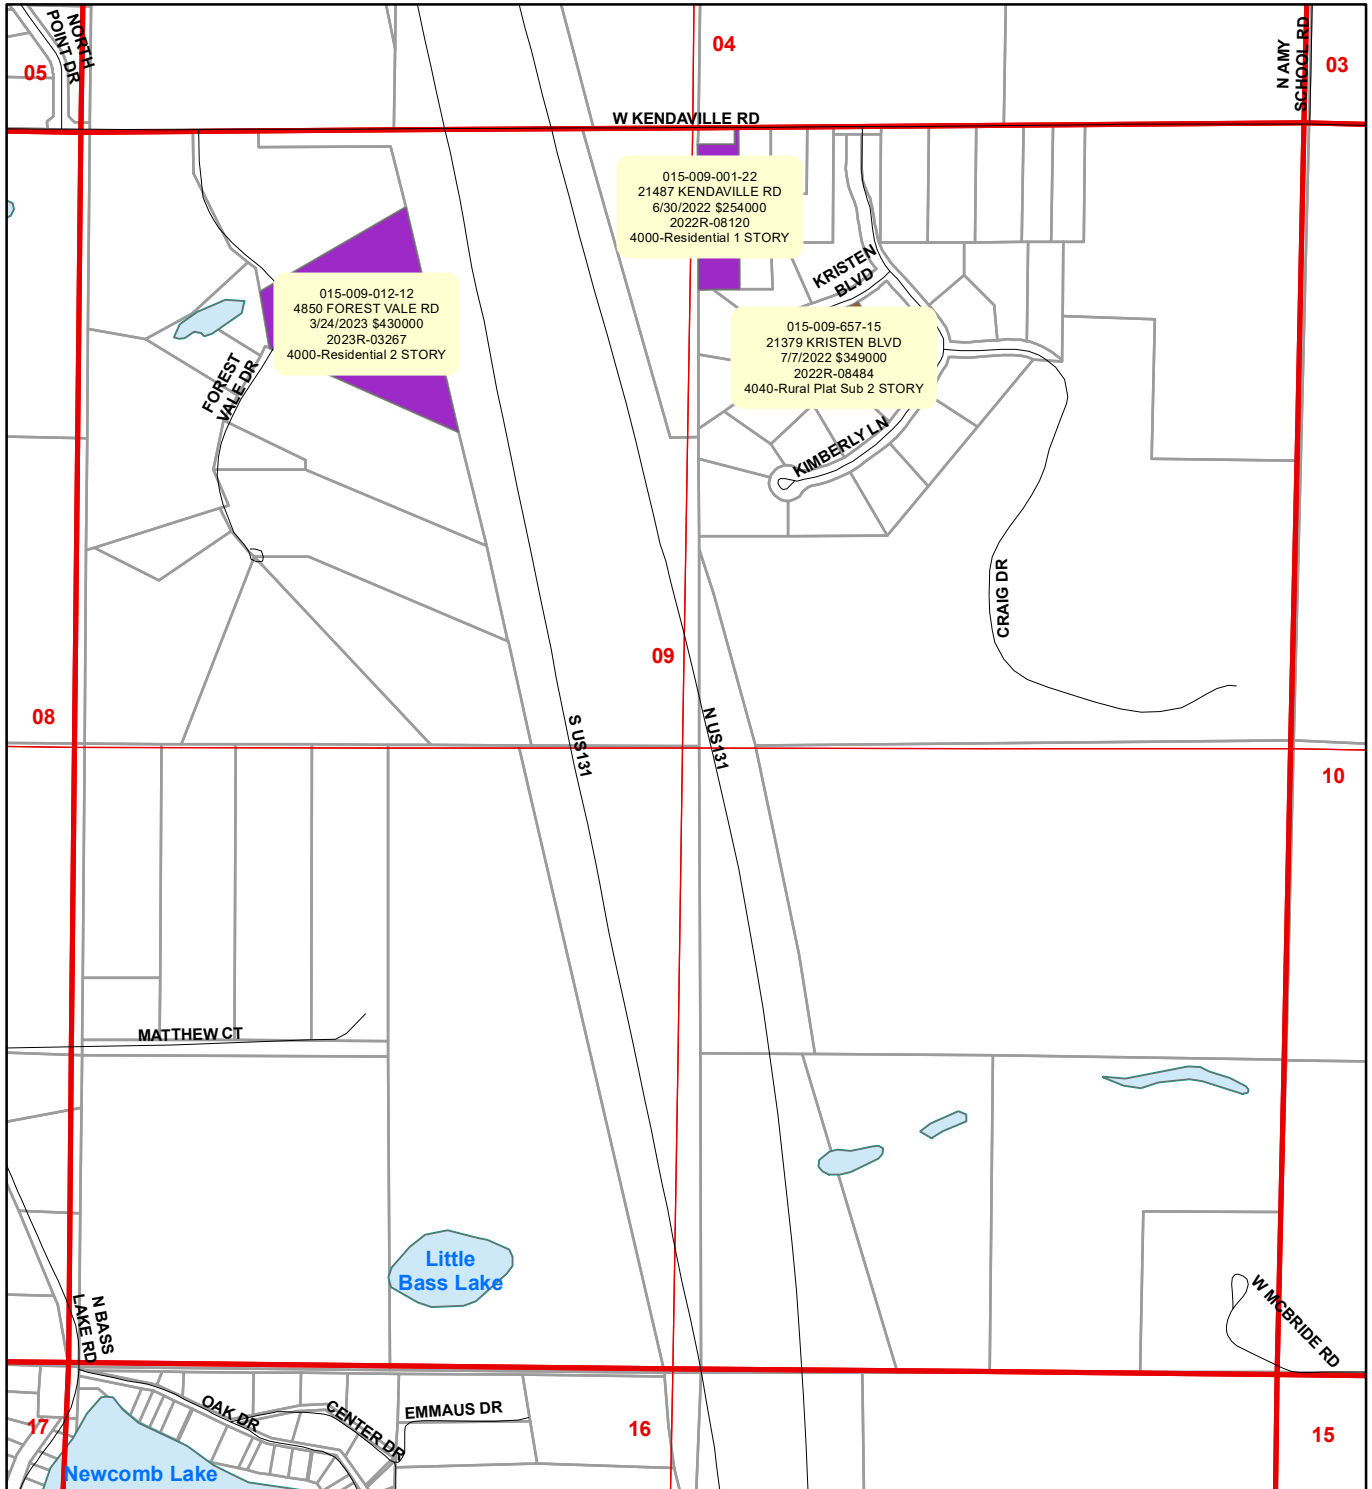 NORTH
POINT DR
05
04
N AMY
SCHOOL RD
03
W KENDAVILLE RD
015-009-001-22
21487 KENDAVILLE RD
6/30/2022 $254000
2022R-08120
4000-Residential 1 STORY
KRISTEN
BLVD
015-009-012-12
4850 FOREST VALE RD
3/24/2023 $430000
2023R-03267
4000-Residential 2 STORY
015-009-657-15
21379 KRISTEN BLVD
7/7/2022 $349000
2022R-08484
4040-Rural Plat Sub 2 STORY
FOREST
VALE DR
KIMBERLY LN
CRAIG DR
09
08
S US131
N US131
10
MATTHEW CT
Little
Bass Lake
N BASS
LAKE RD
W MCBRIDE RD
OAK DR
CENTER DR
EMMAUS DR
17
16
15
Newcomb Lake